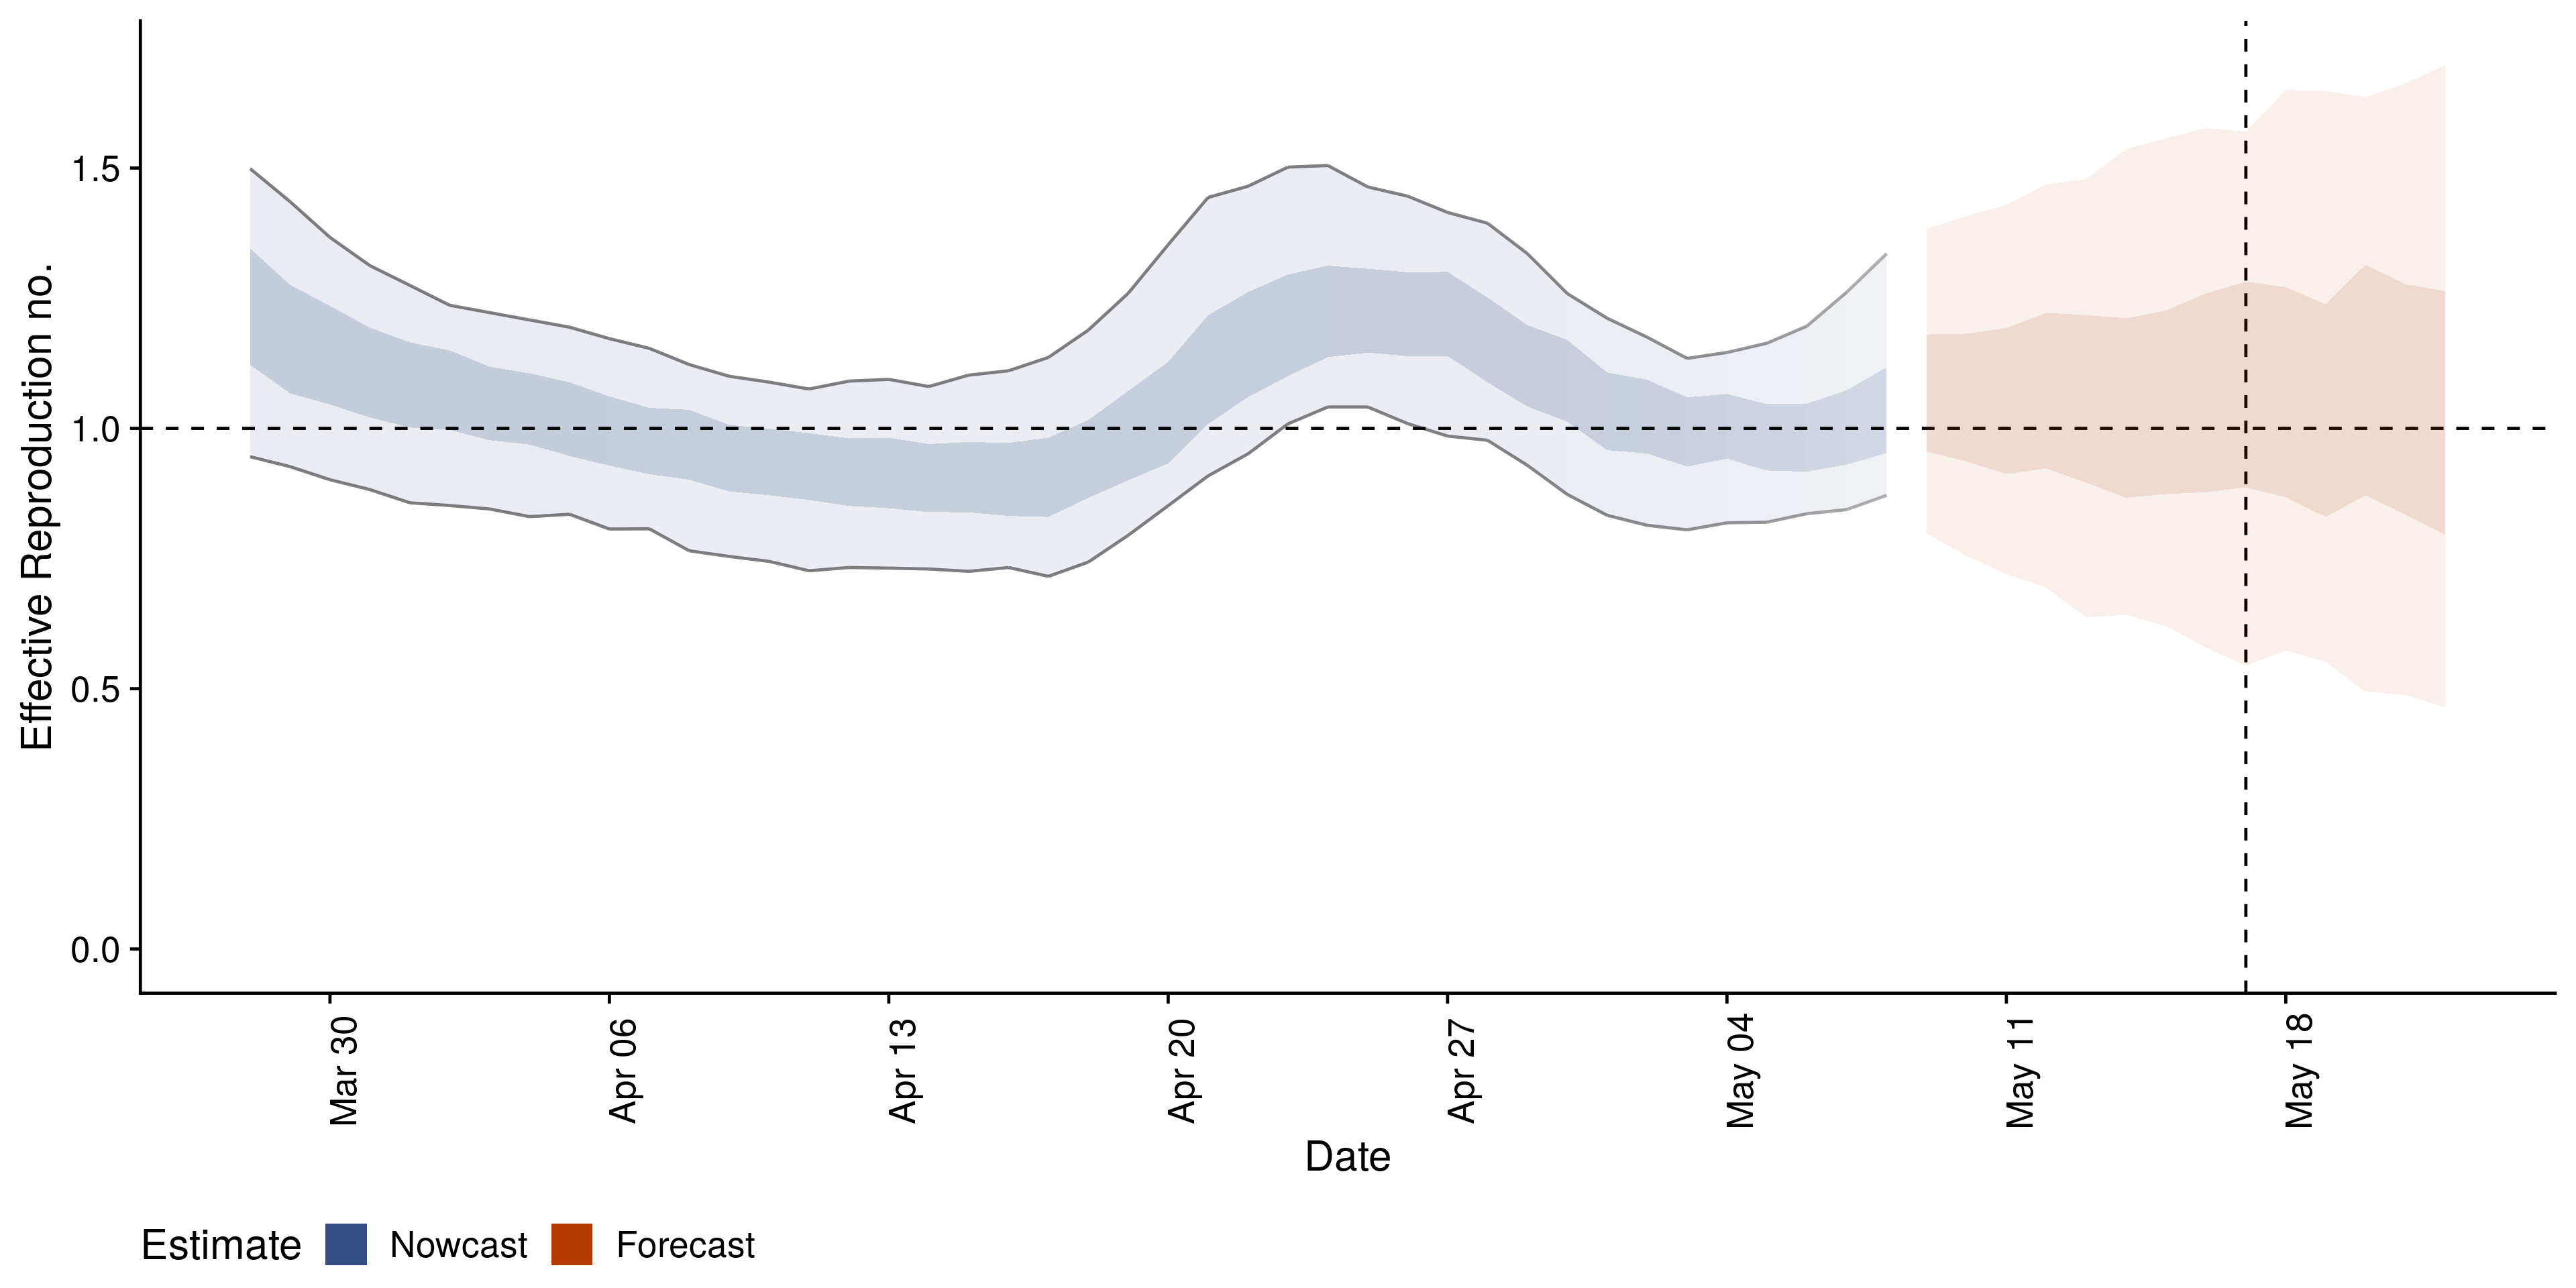 Effective Reproduction no.
1.5
1.0
0.5
0.0
Mar 30
Apr 06
Apr 13
Apr 20
Apr 27
May 04
May 11
May 18
Date
Estimate Nowcast Forecast